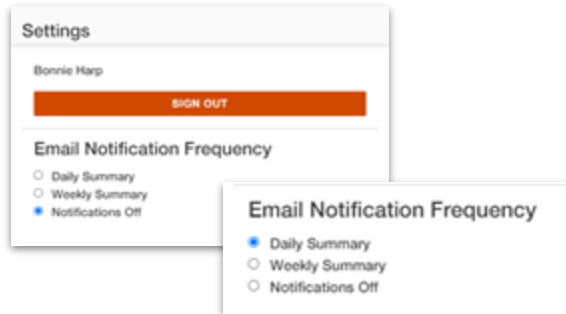 Settings
Bonnie Harp
SIGN OUT
Email Notification Frequency
Daily Summary
Weekly Summary
Notifications Off
Email Notification Frequency
Daily Summary
Weekly Summary
Notifications Off